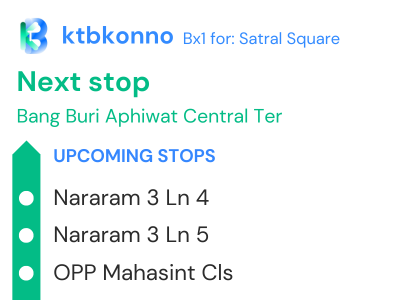 ktbkonno Bx1 for: Satral Square
Next stop
Bang Buri Aphiwat Central Ter
UPCOMING STOPS
Nararam 3 Ln 4
Nararam 3 Ln 5
OPP Mahasint Cls